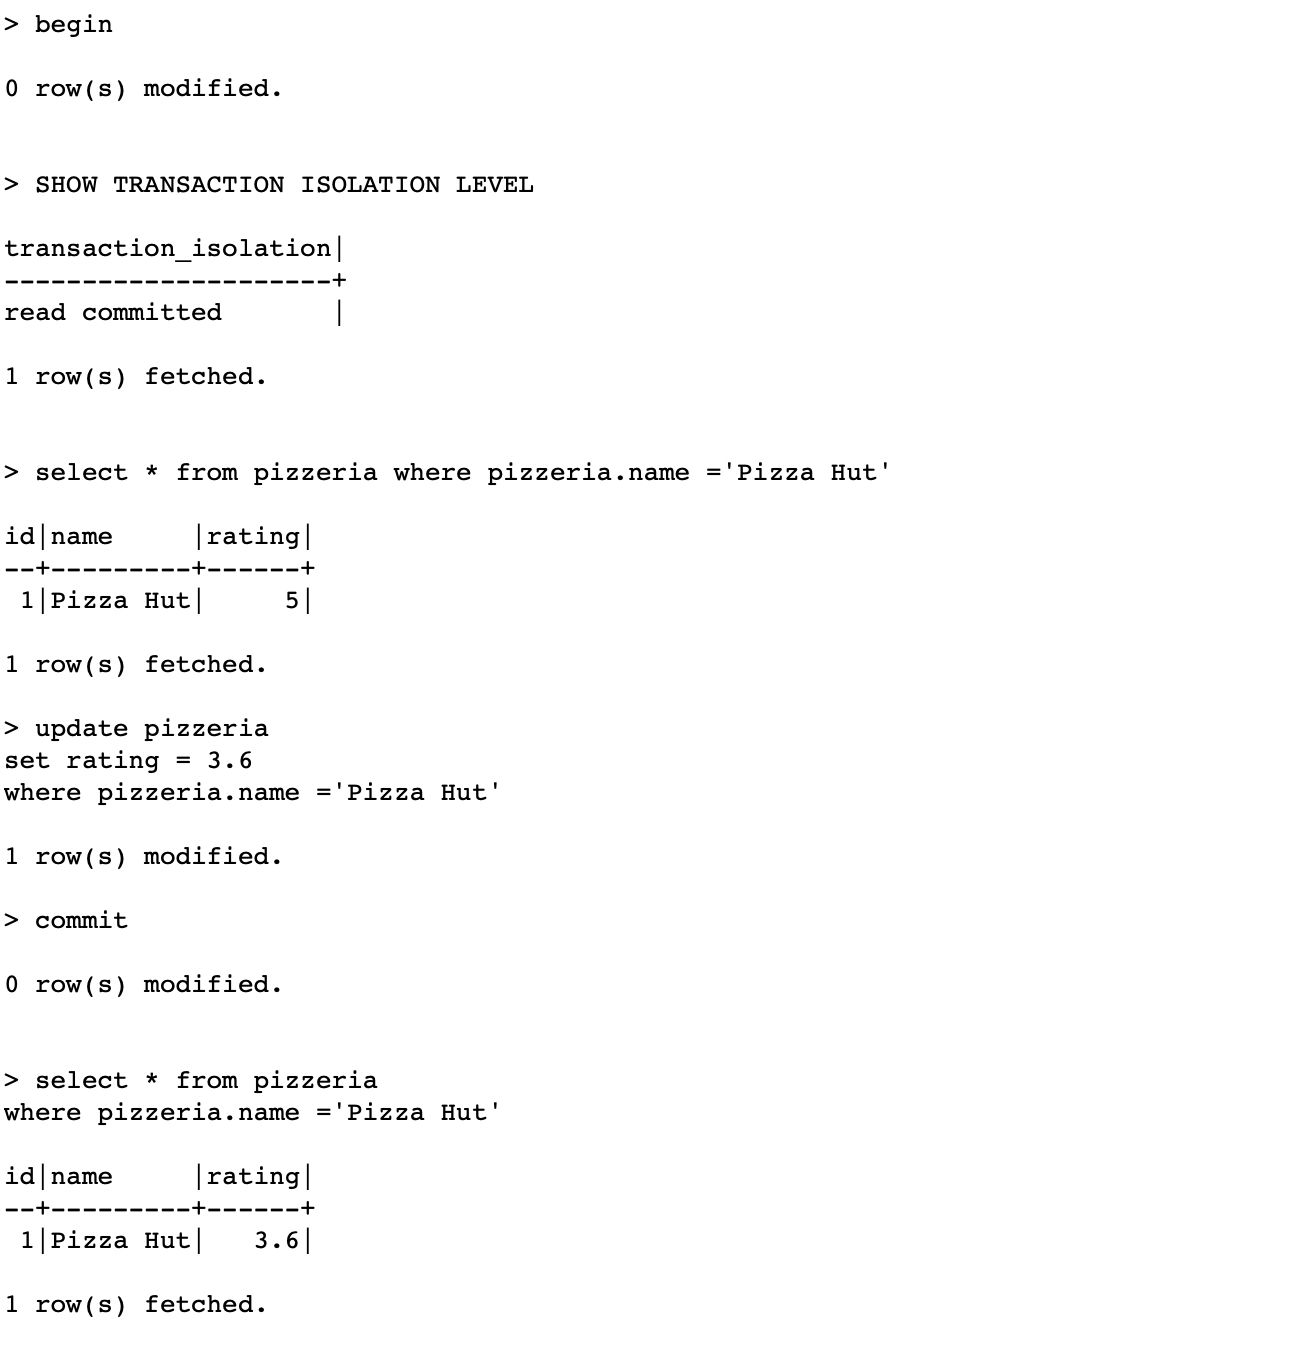 > begin
0 row(s) modified.
> SHOW TRANSACTION ISOLATION LEVEL
transaction_isolation|
---------------------+
read committed       |
1 row(s) fetched.
> select * from pizzeria where pizzeria.name ='Pizza Hut'
id|name     |rating|
--+---------+------+
 1|Pizza Hut|     5|
1 row(s) fetched.
> update pizzeria
set rating = 3.6
where pizzeria.name ='Pizza Hut'
1 row(s) modified.
> commit
0 row(s) modified.
> select * from pizzeria
where pizzeria.name ='Pizza Hut'
id|name     |rating|
--+---------+------+
 1|Pizza Hut|   3.6|
1 row(s) fetched.